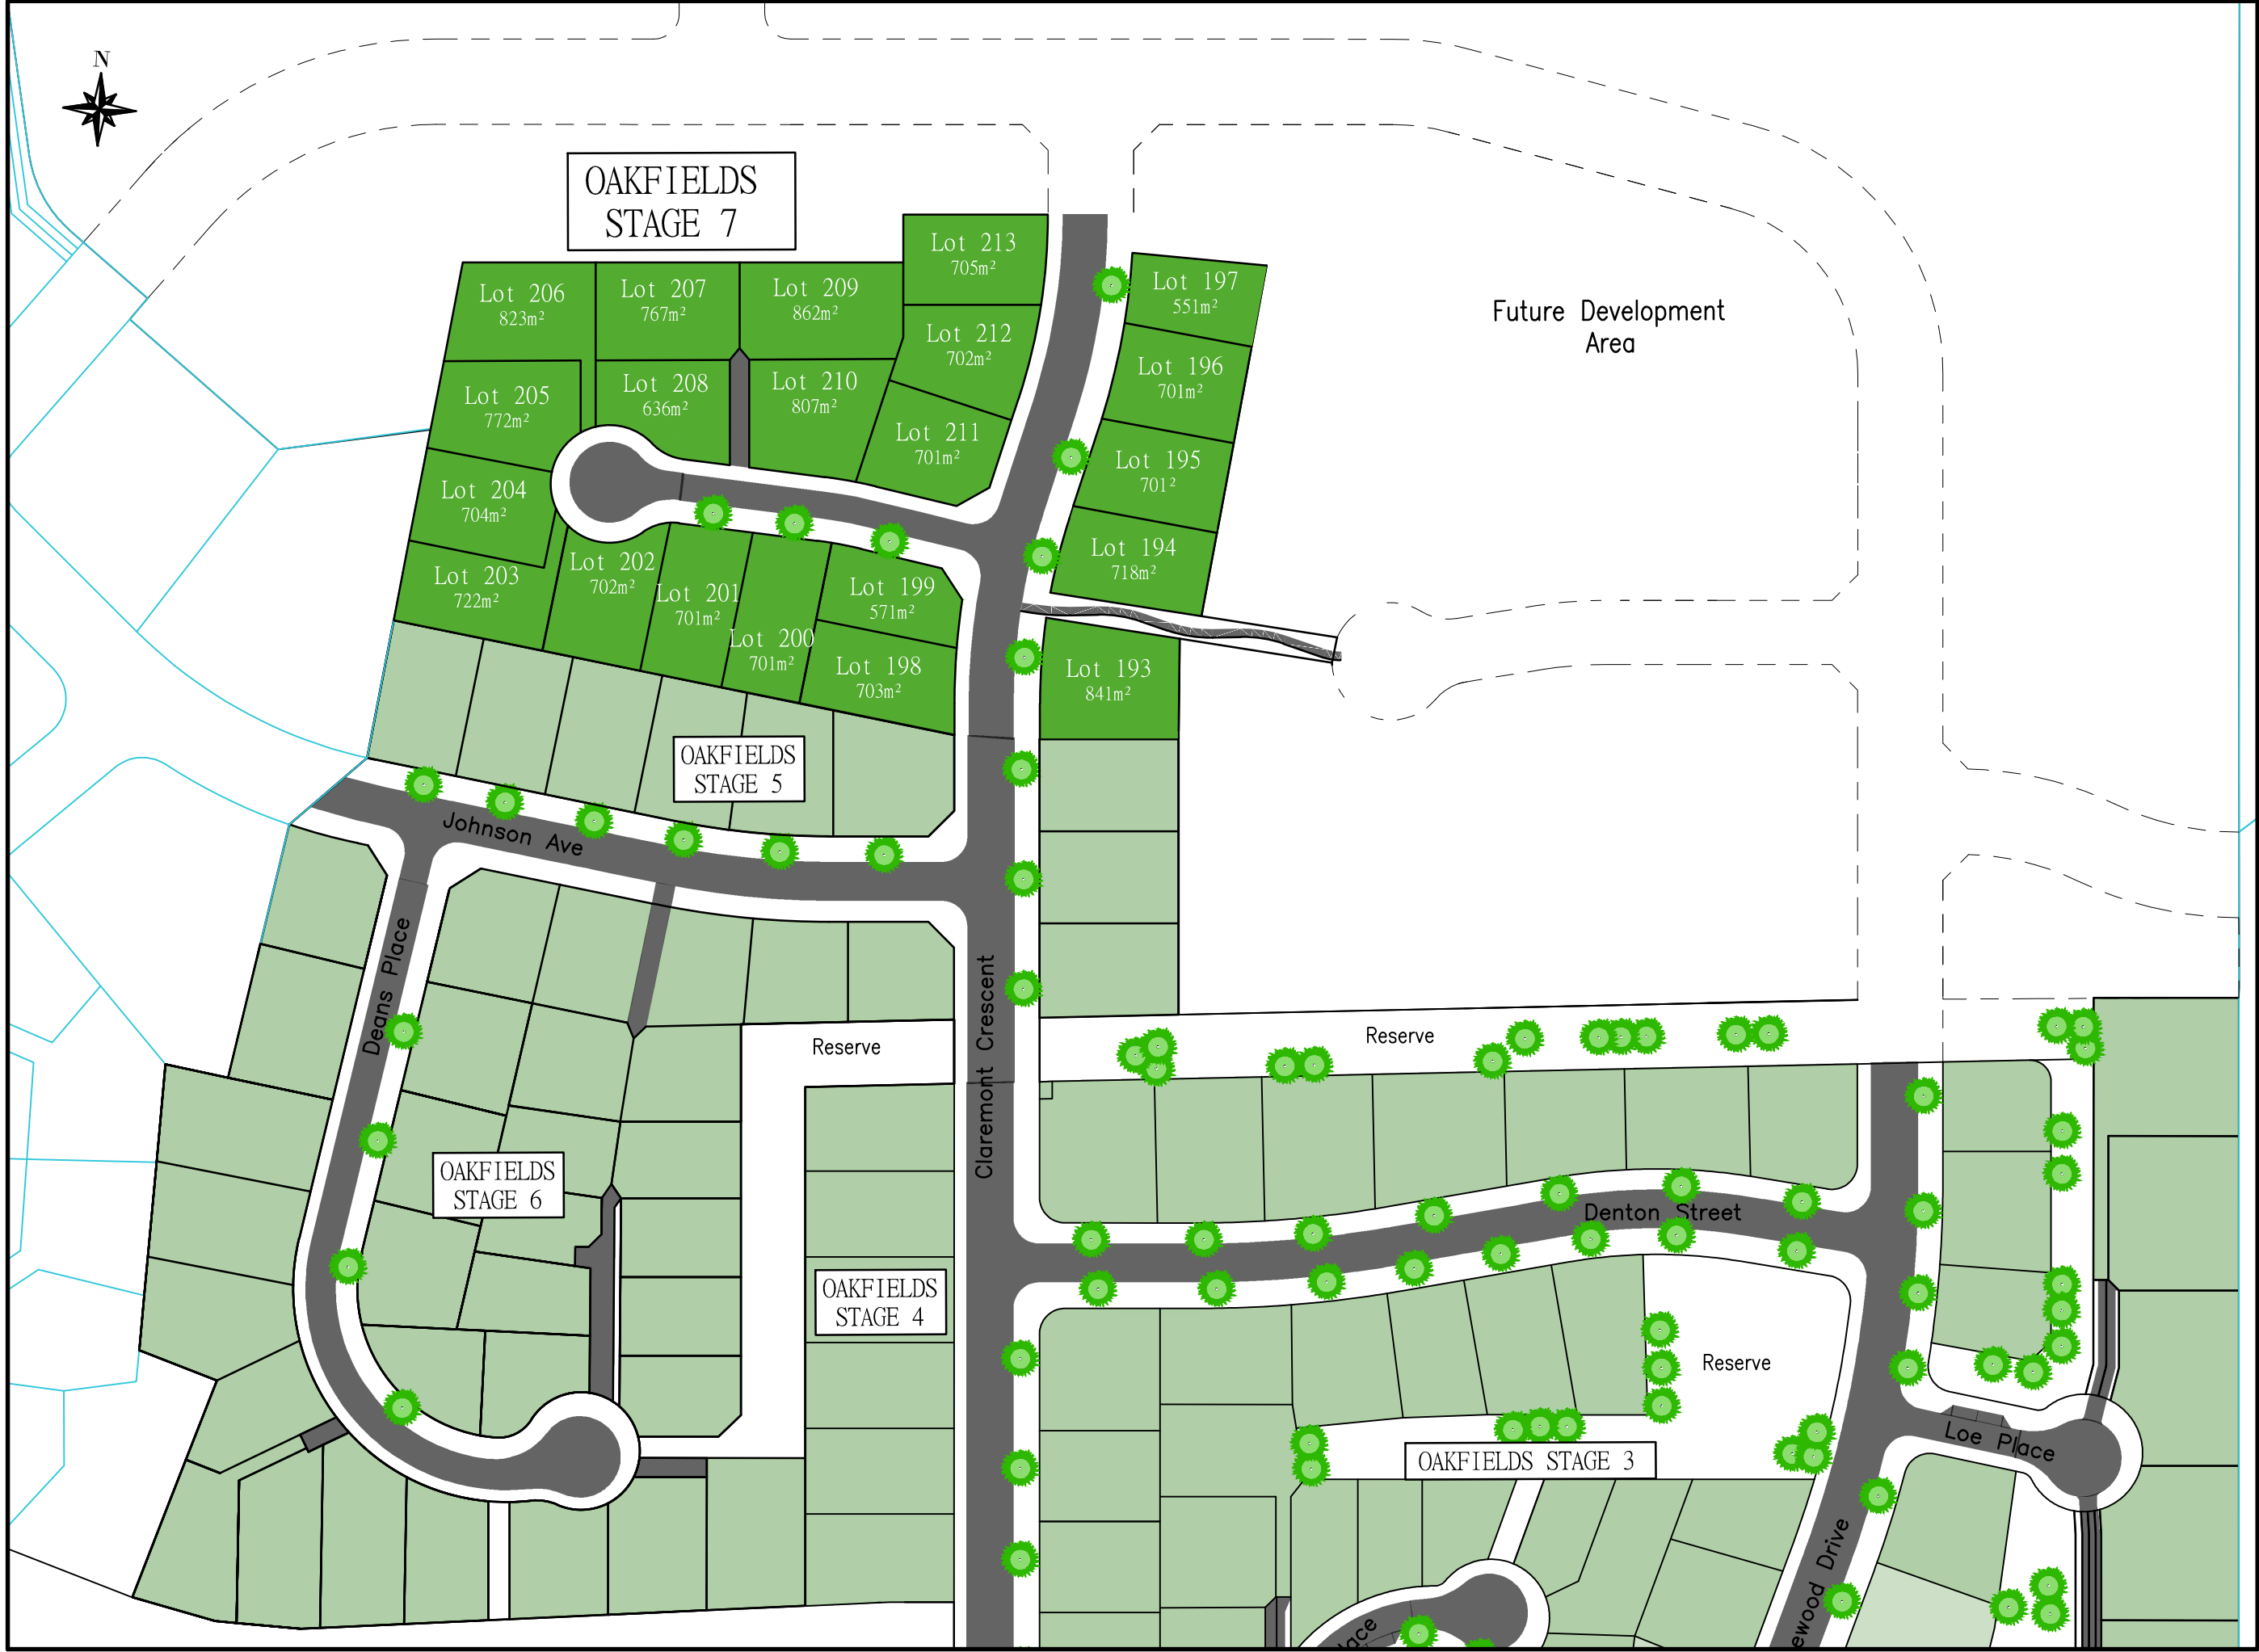 N
OAKFIELDS
STAGE 7
Lot 213
705m²
Lot 206
823m²
Lot 207
767m²
Lot 209
862m²
Lot 197
551m²
Future Development
Area
Lot 212
702m²
Lot 205
772m²
Lot 208
636m²
Lot 210
807m²
Lot 196
701m²
Lot 211
701m²
Lot 195
701²
Lot 204
704m²
Lot 194
718m²
Lot 203
722m²
Lot 202
702m²
Lot 201
701m²
Lot 199
571m²
Lot 200
701m²
Lot 198
703m²
Lot 193
841m²
OAKFIELDS
STAGE 5
Johnson Ave
Deans Place
Claremont Crescent
Reserve
Reserve
OAKFIELDS
STAGE 6
Denton Street
OAKFIELDS
STAGE 4
Reserve
OAKFIELDS STAGE 3
Loe Place
ewood Drive
lace